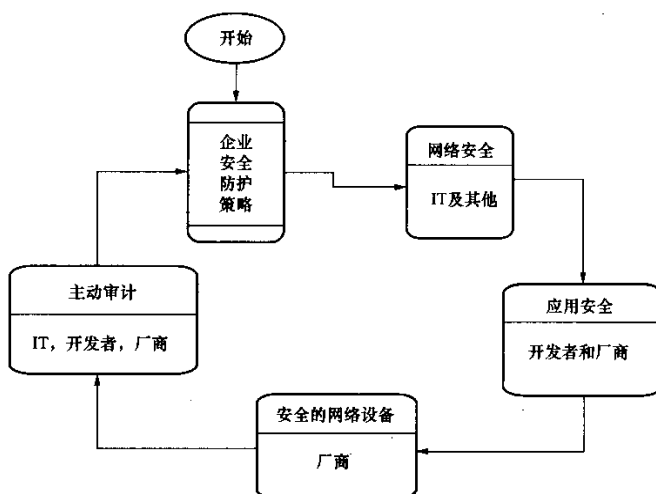 开始
企业
安全
防护
策略
网络安全
IT及其他
应用安全
开发者和厂商
安全的网络设备
厂商
主动审计
IT，开发者，厂商